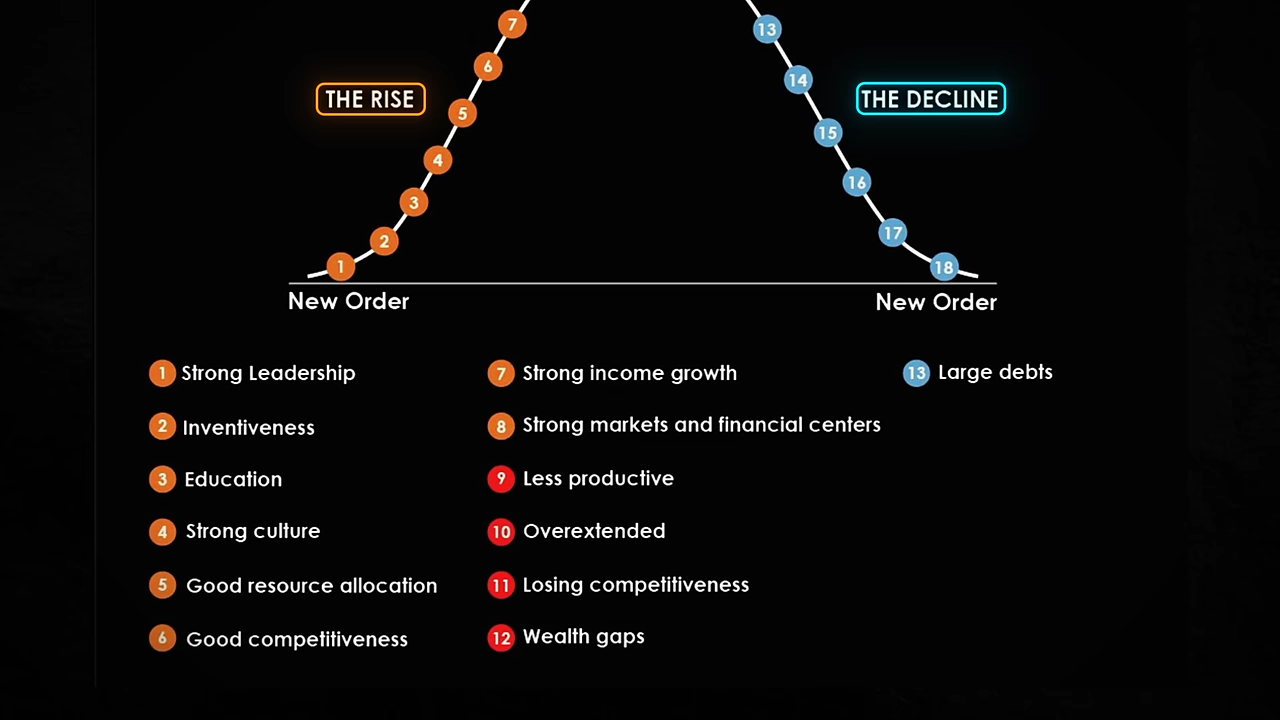 7
13
6
14
THE RISE
THE DECLINE
5
15
4
16
3
17
2
1
18
New Order
New Order
1 Strong Leadership
2 Inventiveness
3 Education
4 Strong culture
5 Good resource allocation
6 Good competitiveness
7 Strong income growth
8 Strong markets and financial centers
9 Less productive
10 Overextended
11 Losing competitiveness
12 Wealth gaps
13 Large debts